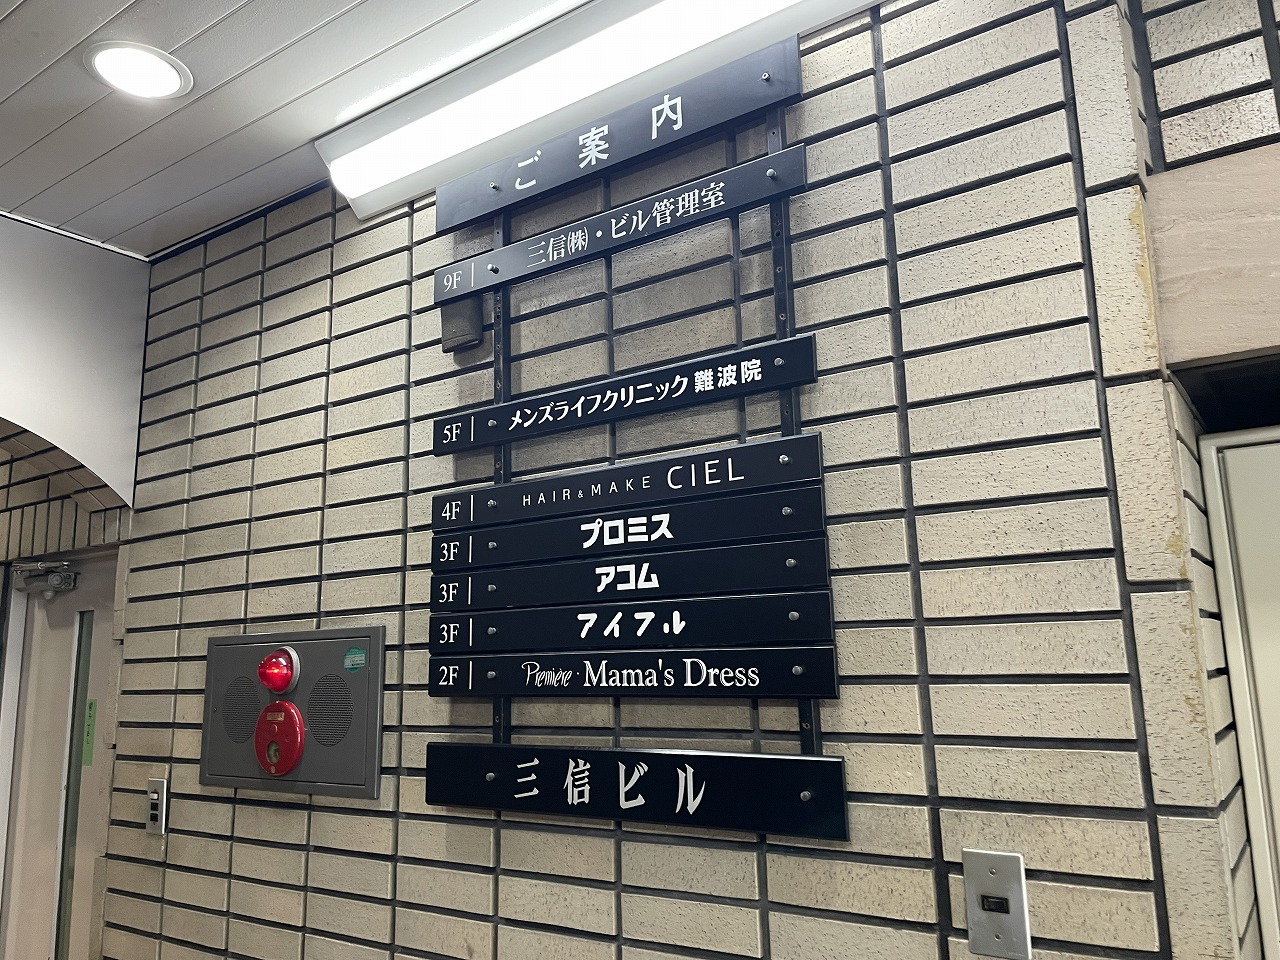 ご案内
9F 三信㈱・ビル管理室
5F メンズライフクリニック 難波院
4F HAIR & MAKE CIEL
3F プロミス
3F アコム
3F アイフル
2F Première・Mama's Dress
三信ビル